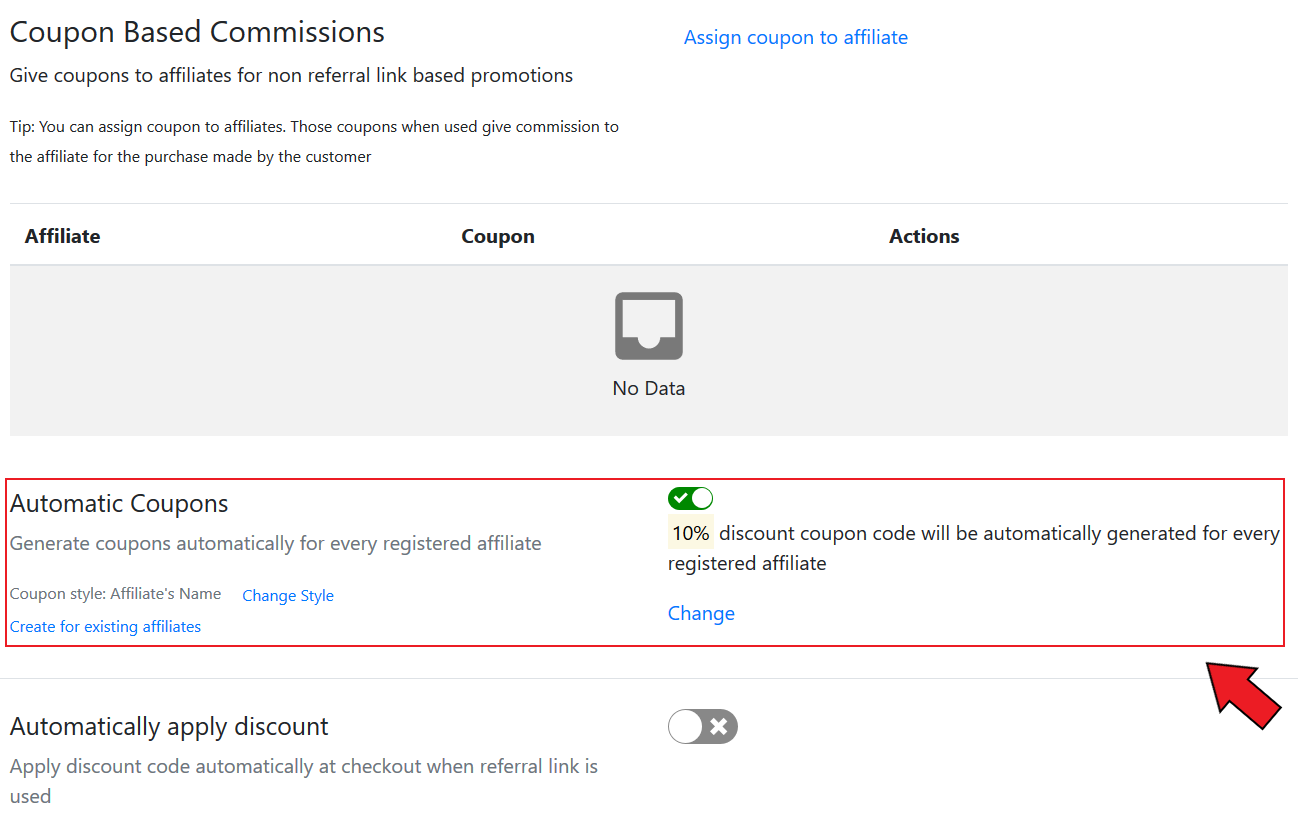 Coupon Based Commissions
Assign coupon to affiliate
Give coupons to affiliates for non referral link based promotions
Tip: You can assign coupon to affiliates. Those coupons when used give commission to
the affiliate for the purchase made by the customer
Affiliate Coupon Actions
No Data
Automatic Coupons
Generate coupons automatically for every registered affiliate
Coupon style: Affiliate's Name Change Style
Create for existing affiliates
10% discount coupon code will be automatically generated for every
registered affiliate
Change
Automatically apply discount
Apply discount code automatically at checkout when referral link is
used